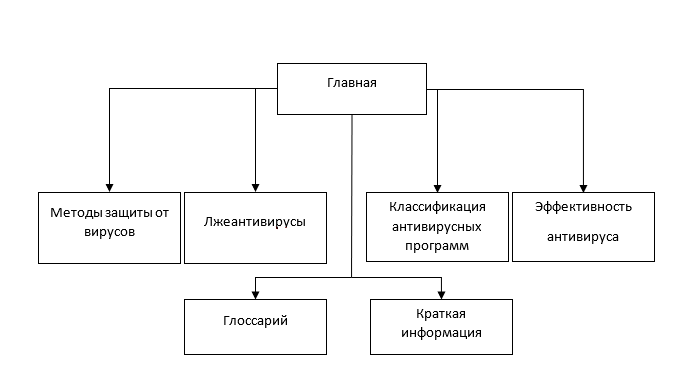 Главная
Методы защиты от
вирусов
Лжеантивирусы
Классификация
антивирусных
программ
Эффективность
антивируса
Глоссарий
Краткая
информация